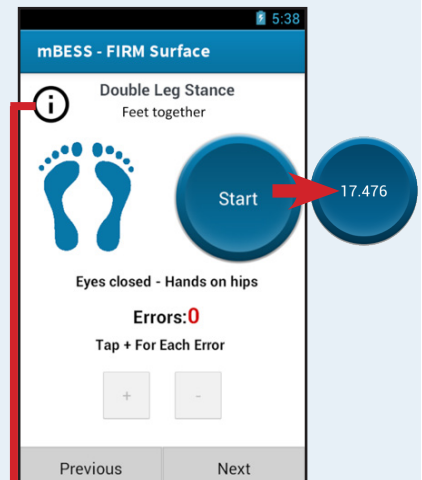 5:38
mBESS - FIRM Surface
Double Leg Stance
Feet together
Start
17.476
Eyes closed - Hands on hips
Errors:0
Tap + For Each Error
+ -
Previous Next